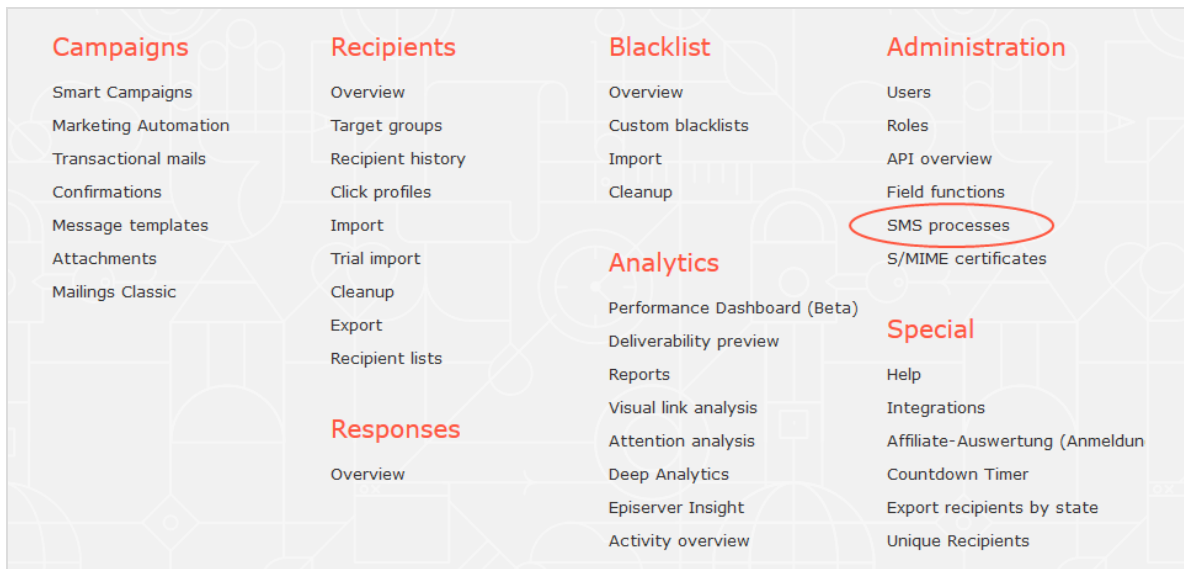 Campaigns
Smart Campaigns
Marketing Automation
Transactional mails
Confirmations
Message templates
Attachments
Mailings Classic
Recipients
Overview
Target groups
Recipient history
Click profiles
Import
Trial import
Cleanup
Export
Recipient lists
Responses
Overview
Blacklist
Overview
Custom blacklists
Import
Cleanup
Analytics
Performance Dashboard (Beta)
Deliverability preview
Reports
Visual link analysis
Attention analysis
Deep Analytics
Episerver Insight
Activity overview
Administration
Users
Roles
API overview
Field functions
SMS processes
S/MIME certificates
Special
Help
Integrations
Affiliate-Auswertung (Anmeldun
Countdown Timer
Export recipients by state
Unique Recipients